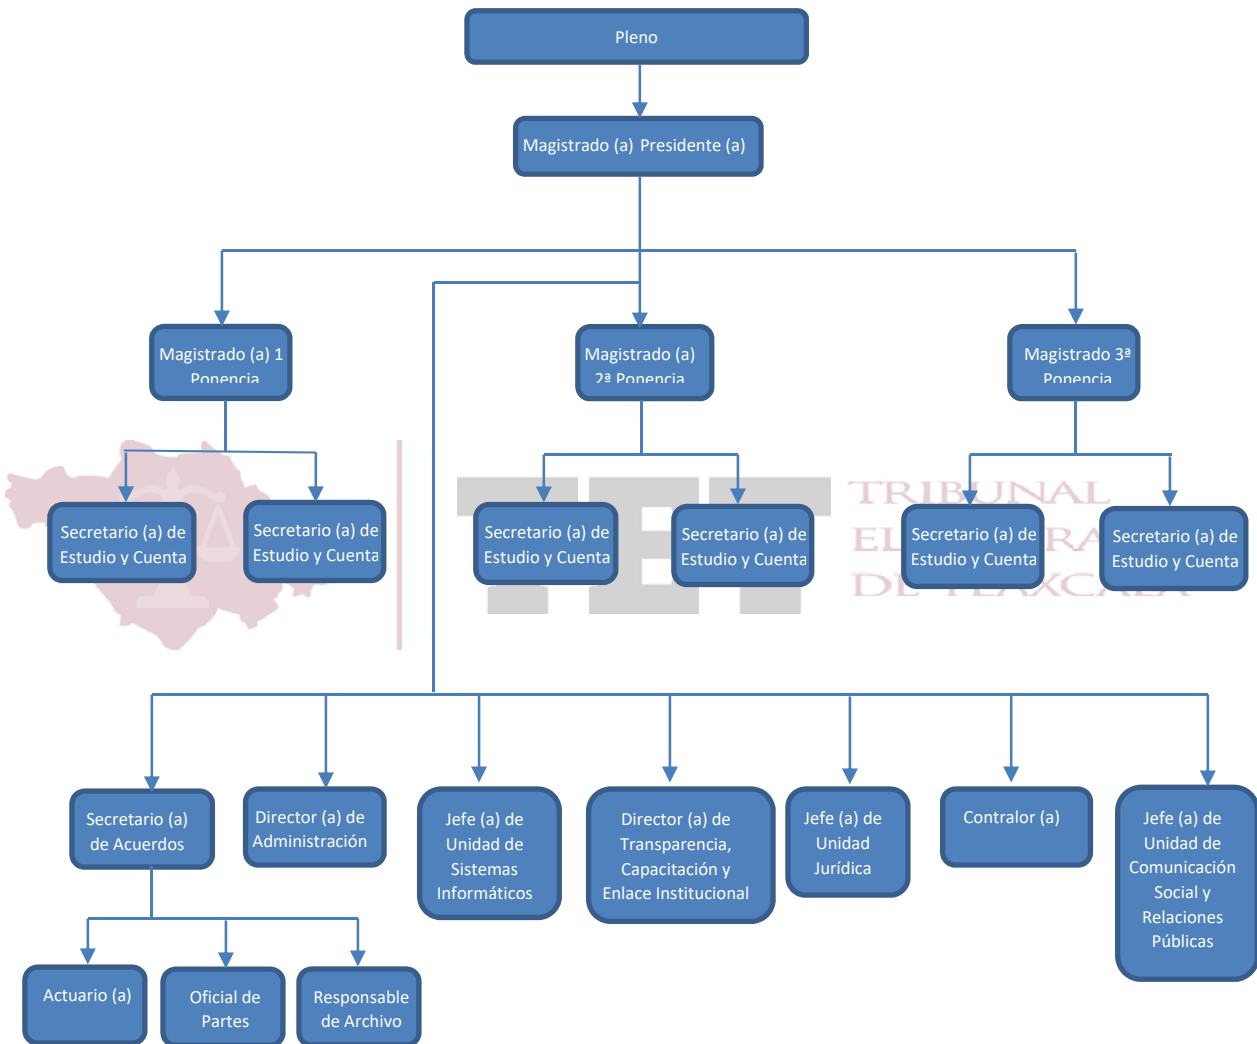 Pleno
Magistrado (a) Presidente (a)
Magistrado (a) 1
Ponencia
Magistrado (a)
2ª Ponencia
Magistrado 3ª
Ponencia
Secretario (a) de
Estudio y Cuenta
Secretario (a) de
Estudio y Cuenta
Secretario (a) de
Estudio y Cuenta
Secretario (a) de
Estudio y Cuenta
Secretario (a) de
Estudio y Cuenta
Secretario (a) de
Estudio y Cuenta
TRIBUNAL
DE TLAXCALA
Secretario (a)
de Acuerdos
Director (a) de
Administración
Jefe (a) de
Unidad de
Sistemas
Informáticos
Director (a) de
Transparencia,
Capacitación y
Enlace Institucional
Jefe (a) de
Unidad
Jurídica
Contralor (a)
Jefe (a) de
Unidad de
Comunicación
Social y
Relaciones
Públicas
Actuario (a)
Oficial de
Partes
Responsable
de Archivo